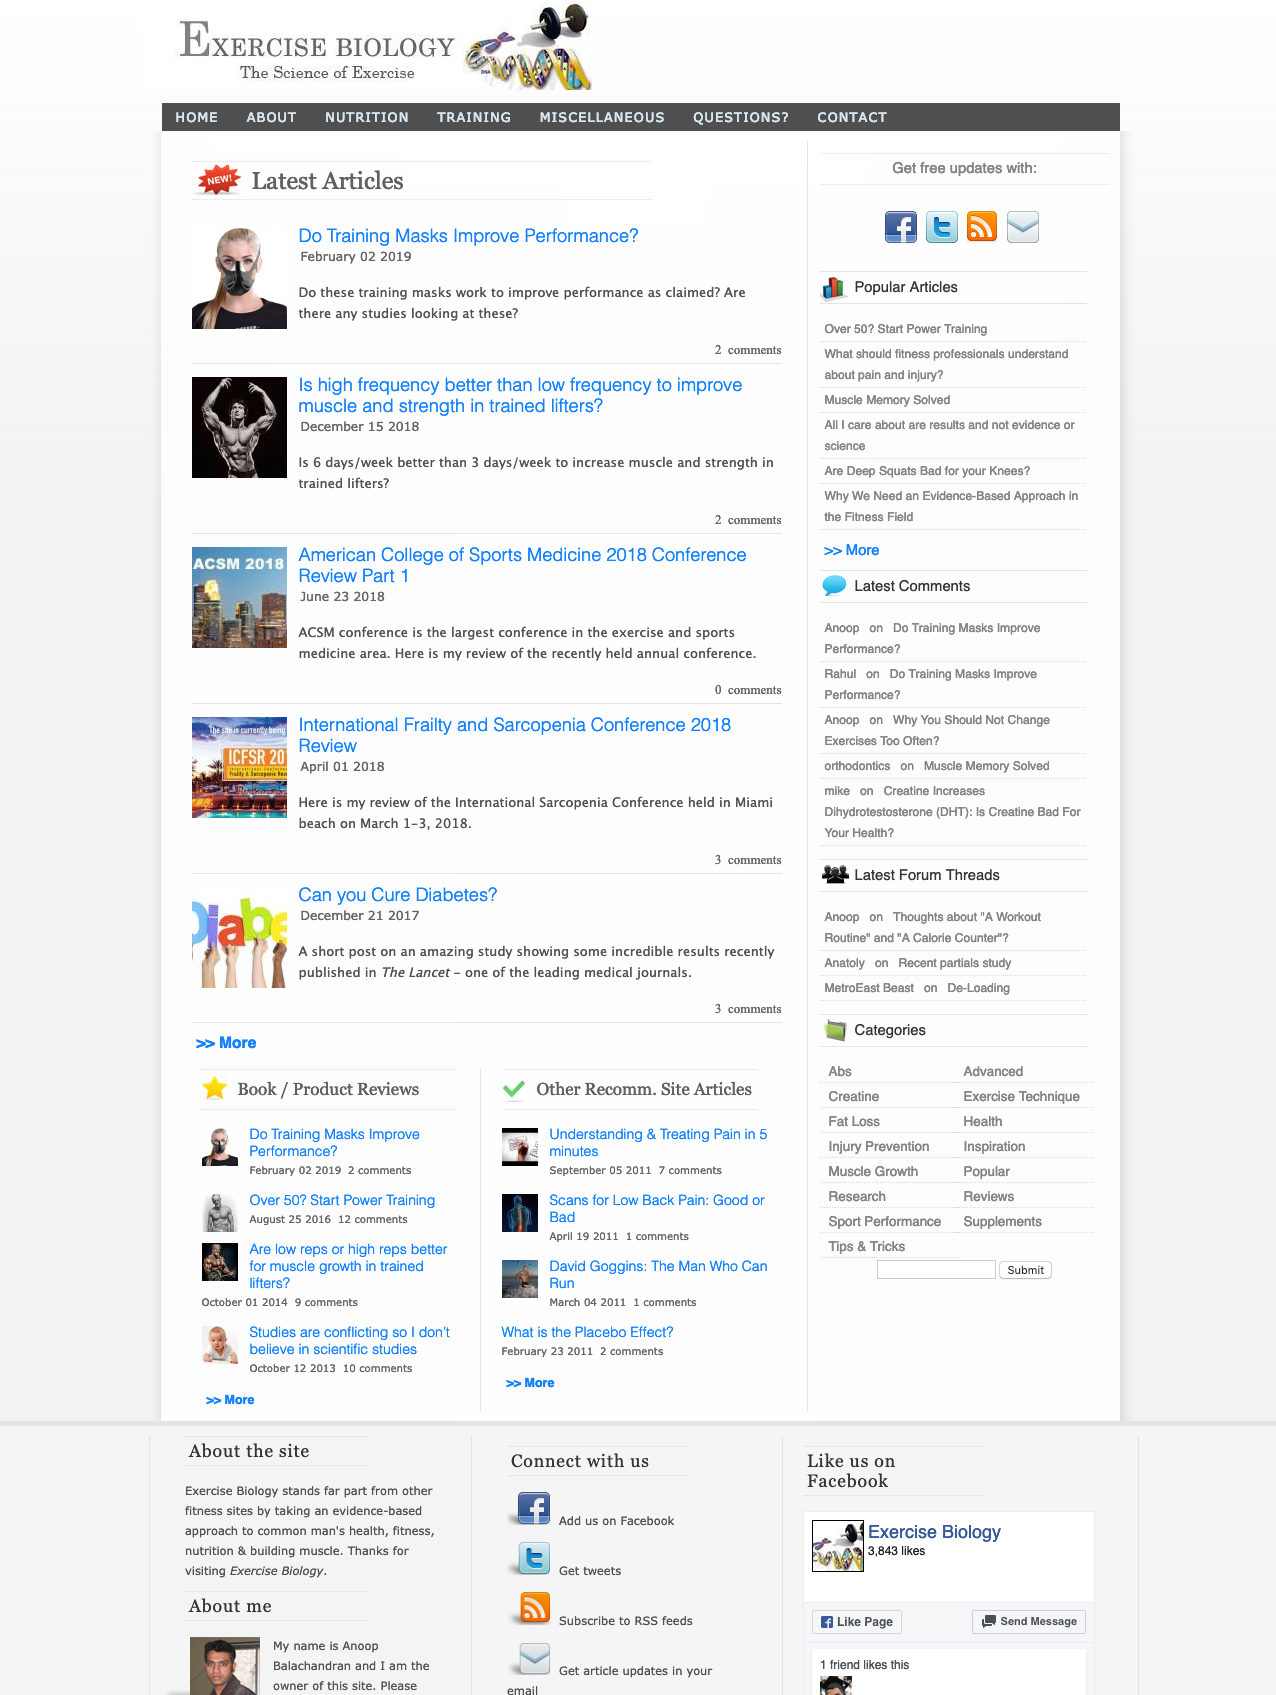 EXERCISE BIOLOGY
The Science of Exercise
DNA
HOME ABOUT NUTRITION TRAINING MISCELLANEOUS QUESTIONS? CONTACT
NEW! Latest Articles
Do Training Masks Improve Performance?
February 02 2019
Do these training masks work to improve performance as claimed? Are
there any studies looking at these?
2 comments
Is high frequency better than low frequency to improve
muscle and strength in trained lifters?
December 15 2018
Is 6 days/week better than 3 days/week to increase muscle and strength in
trained lifters?
2 comments
ACSM 2018
American College of Sports Medicine 2018 Conference
Review Part 1
June 23 2018
ACSM conference is the largest conference in the exercise and sports
medicine area. Here is my review of the recently held annual conference.
0 comments
The site is currently being
ICFSR 201
International Conference
Frailty & Sarcopenia Rese
International Frailty and Sarcopenia Conference 2018
Review
April 01 2018
Here is my review of the International Sarcopenia Conference held in Miami
beach on March 1-3, 2018.
3 comments
Diabe
Can you Cure Diabetes?
December 21 2017
A short post on an amazing study showing some incredible results recently
published in The Lancet - one of the leading medical journals.
3 comments
>> More
Book / Product Reviews
Do Training Masks Improve
Performance?
February 02 2019 2 comments
Over 50? Start Power Training
August 25 2016 12 comments
Are low reps or high reps better
for muscle growth in trained
lifters?
October 01 2014 9 comments
Studies are conflicting so I don't
believe in scientific studies
October 12 2013 10 comments
>> More
Other Recomm. Site Articles
Understanding & Treating Pain in 5
minutes
September 05 2011 7 comments
Scans for Low Back Pain: Good or
Bad
April 19 2011 1 comments
David Goggins: The Man Who Can
Run
March 04 2011 1 comments
What is the Placebo Effect?
February 23 2011 2 comments
>> More
Get free updates with:
Popular Articles
Over 50? Start Power Training
What should fitness professionals understand
about pain and injury?
Muscle Memory Solved
All I care about are results and not evidence or
science
Are Deep Squats Bad for your Knees?
Why We Need an Evidence-Based Approach in
the Fitness Field
>> More
Latest Comments
Anoop on Do Training Masks Improve
Performance?
Rahul on Do Training Masks Improve
Performance?
Anoop on Why You Should Not Change
Exercises Too Often?
orthodontics on Muscle Memory Solved
mike on Creatine Increases
Dihydrotestosterone (DHT): Is Creatine Bad For
Your Health?
Latest Forum Threads
Anoop on Thoughts about "A Workout
Routine" and "A Calorie Counter"?
Anatoly on Recent partials study
MetroEast Beast on De-Loading
Categories
Abs Advanced
Creatine Exercise Technique
Fat Loss Health
Injury Prevention Inspiration
Muscle Growth Popular
Research Reviews
Sport Performance Supplements
Tips & Tricks
Submit
About the site
Exercise Biology stands far part from other
fitness sites by taking an evidence-based
approach to common man's health, fitness,
nutrition & building muscle. Thanks for
visiting Exercise Biology.
About me
My name is Anoop
Balachandran and I am the
owner of this site. Please
Connect with us
Add us on Facebook
Get tweets
Subscribe to RSS feeds
Get article updates in your
email
Like us on
Facebook
Exercise Biology
3,843 likes
Like Page
Send Message
1 friend likes this